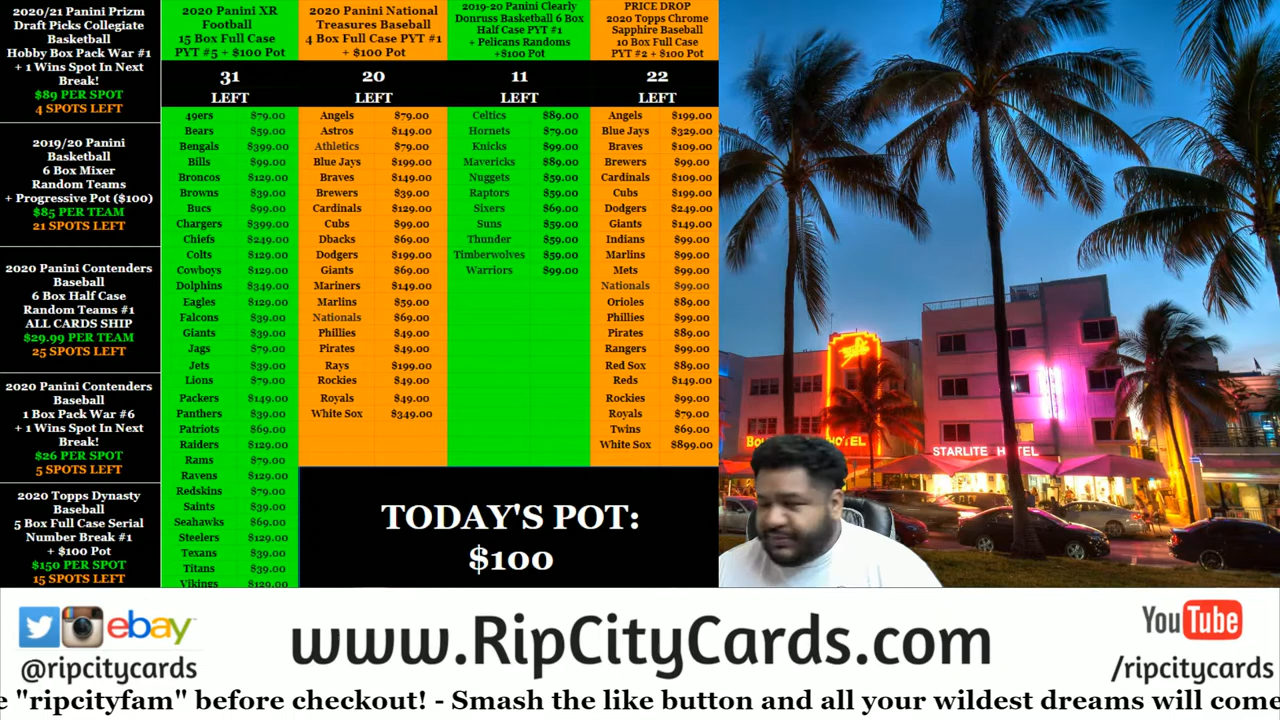 2020/21 Panini Prizm
Draft Picks Collegiate
Basketball
Hobby Box Pack War #1
+ 1 Wins Spot In Next
Break!
$89 PER SPOT
4 SPOTS LEFT
2019/20 Panini
Basketball
6 Box Mixer
Random Teams
+ Progressive Pot ($100)
$85 PER TEAM
21 SPOTS LEFT
2020 Panini Contenders
Baseball
6 Box Half Case
Random Teams #1
ALL CARDS SHIP
$29.99 PER TEAM
25 SPOTS LEFT
2020 Panini Contenders
Baseball
1 Box Pack War #6
+ 1 Wins Spot In Next
Break!
$26 PER SPOT
5 SPOTS LEFT
2020 Topps Dynasty
Baseball
5 Box Full Case Serial
Number Break #1
+ $100 Pot
$150 PER SPOT
15 SPOTS LEFT
2020 Panini XR
Football
15 Box Full Case
PYT #5 + $100 Pot
31
LEFT
49ers $79.00
Bears $59.00
Bengals $399.00
Bills $99.00
Broncos $129.00
Browns $39.00
Bucs $99.00
Chargers $399.00
Chiefs $249.00
Colts $129.00
Cowboys $129.00
Dolphins $349.00
Eagles $129.00
Falcons $39.00
Giants $39.00
Jags $79.00
Jets $39.00
Lions $79.00
Packers $149.00
Panthers $39.00
Patriots $69.00
Raiders $129.00
Rams $79.00
Ravens $129.00
Redskins $79.00
Saints $39.00
Seahawks $69.00
Steelers $129.00
Texans $39.00
Titans $39.00
Vikings $129.00
2020 Panini National
Treasures Baseball
4 Box Full Case PYT #1
+ $100 Pot
20
LEFT
Angels $79.00
Astros $149.00
Athletics $79.00
Blue Jays $199.00
Braves $149.00
Brewers $39.00
Cardinals $129.00
Cubs $99.00
Dbacks $69.00
Dodgers $199.00
Giants $69.00
Mariners $149.00
Marlins $59.00
Nationals $69.00
Phillies $49.00
Pirates $49.00
Rays $199.00
Rockies $49.00
Royals $49.00
White Sox $349.00
2019-20 Panini Clearly
Donruss Basketball 6 Box
Half Case PYT #1
+ Pelicans Randoms
+$100 Pot
11
LEFT
Celtics $89.00
Hornets $79.00
Knicks $99.00
Mavericks $89.00
Nuggets $59.00
Raptors $59.00
Sixers $69.00
Suns $59.00
Thunder $59.00
Timberwolves $59.00
Warriors $99.00
PRICE DROP
2020 Topps Chrome
Sapphire Baseball
10 Box Full Case
PYT #2 + $100 Pot
22
LEFT
Angels $199.00
Blue Jays $329.00
Braves $109.00
Brewers $99.00
Cardinals $109.00
Cubs $199.00
Dodgers $249.00
Giants $149.00
Indians $99.00
Marlins $99.00
Mets $99.00
Nationals $99.00
Orioles $89.00
Phillies $99.00
Pirates $89.00
Rangers $99.00
Red Sox $89.00
Reds $149.00
Rockies $99.00
Royals $79.00
Twins $69.00
White Sox $899.00
TODAY'S POT:
$100
HOTEL
STARLITE HOTEL
ebay
@ripcitycards
www.RipCityCards.com
YouTube
/ripcitycards
"ripcityfam" before checkout! - Smash the like button and all your wildest dreams will come